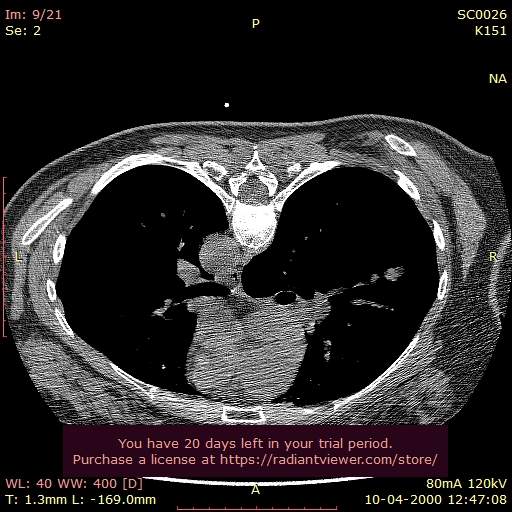 Im: 9/21
Se: 2
P
SC0026
K151
NA
L
R
You have 20 days left in your trial period.
Purchase a license at https://radiantviewer.com/store/
WL: 40 WW: 400 [D]
T: 1.3mm L: -169.0mm
A
80mA 120kV
10-04-2000 12:47:08